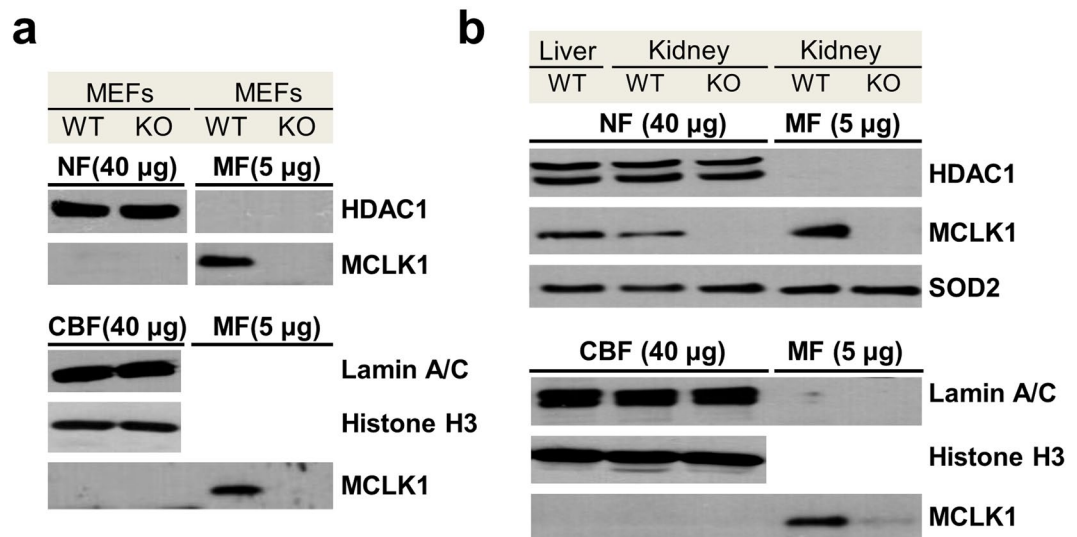 a
MEFs MEFs
WT KO WT KO
NF(40 µg) MF(5 µg)
HDAC1
MCLK1
CBF(40 µg) MF(5 µg)
Lamin A/C
Histone H3
MCLK1
b
Liver Kidney Kidney
WT WT KO WT KO
NF (40 µg) MF (5 µg)
HDAC1
MCLK1
SOD2
CBF (40 µg) MF (5 µg)
Lamin A/C
Histone H3
MCLK1